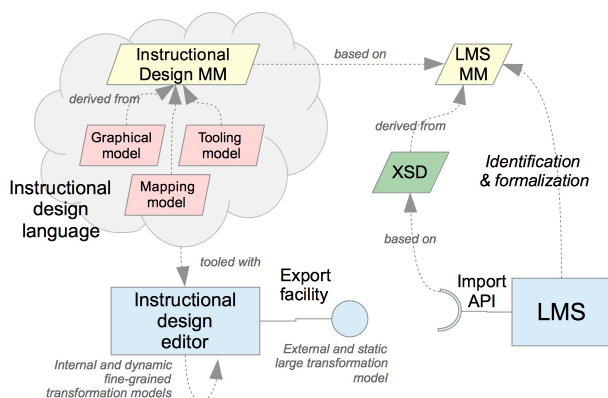 Instructional
Design MM
based on
LMS
MM
derived from
Graphical
model
Tooling
model
Mapping
model
Instructional
design
language
derived from
XSD
Identification
& formalization
based on
tooled with
Instructional
design
editor
Export
facility
Import
API
LMS
External and static
large transformation
model
Internal and dynamic
fine-grained
transformation models